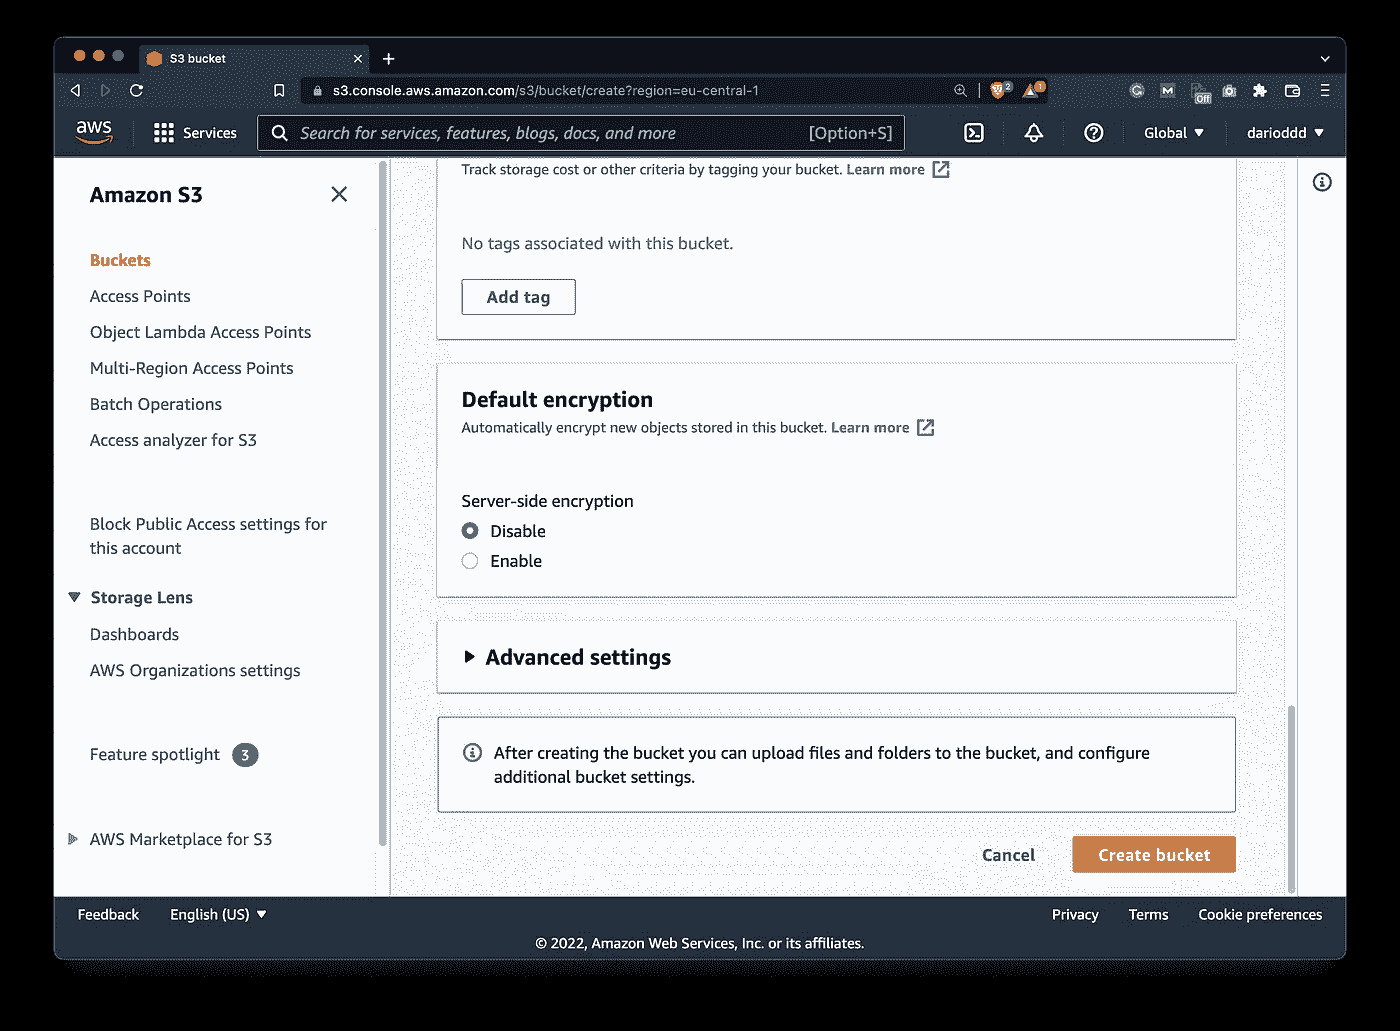 S3 bucket
s3.console.aws.amazon.com/s3/bucket/create?region=eu-central-1
2
1
Off
aws
Services
Search for services, features, blogs, docs, and more
[Option+S]
Global
darioddd
Amazon S3
Buckets
Access Points
Object Lambda Access Points
Multi-Region Access Points
Batch Operations
Access analyzer for S3
Block Public Access settings for
this account
Storage Lens
Dashboards
AWS Organizations settings
Feature spotlight 3
AWS Marketplace for S3
Track storage cost or other criteria by tagging your bucket. Learn more
No tags associated with this bucket.
Add tag
Default encryption
Automatically encrypt new objects stored in this bucket. Learn more
Server-side encryption
Disable
Enable
Advanced settings
After creating the bucket you can upload files and folders to the bucket, and configure
additional bucket settings.
Cancel
Create bucket
Feedback
English (US)
Privacy
Terms
Cookie preferences
© 2022, Amazon Web Services, Inc. or its affiliates.